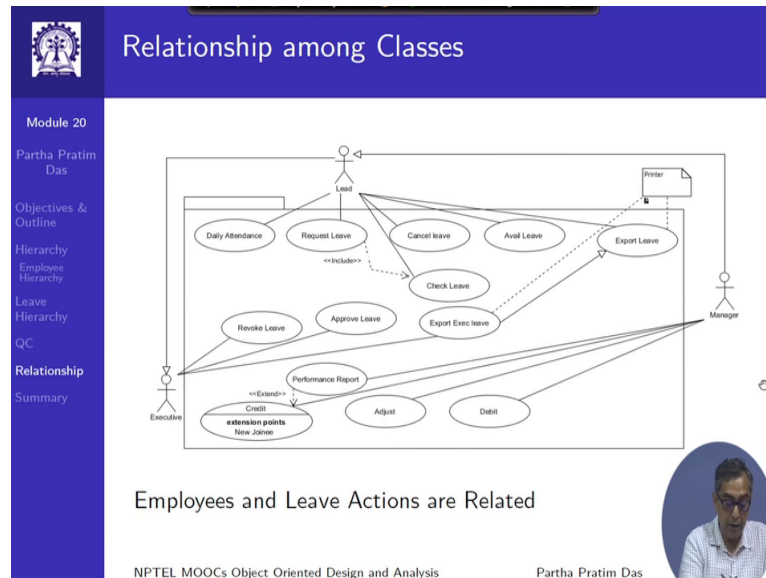 Relationship among Classes
Module 20
Partha Pratim
Das
Objectives &
Outline
Hierarchy
Employee
Hierarchy
Leave
Hierarchy
QC
Relationship
Summary
Lead
Printer
Daily Attendance
Request Leave
Cancel leave
Avail Leave
Export Leave
<<Include>>
Check Leave
Manager
Revoke Leave
Approve Leave
Export Exec leave
Executive
Performance Report
<<Extend>>
Credit
extension points
New Joinee
Adjust
Debit
Employees and Leave Actions are Related
NPTEL MOOCs Object Oriented Design and Analysis
Partha Pratim Das